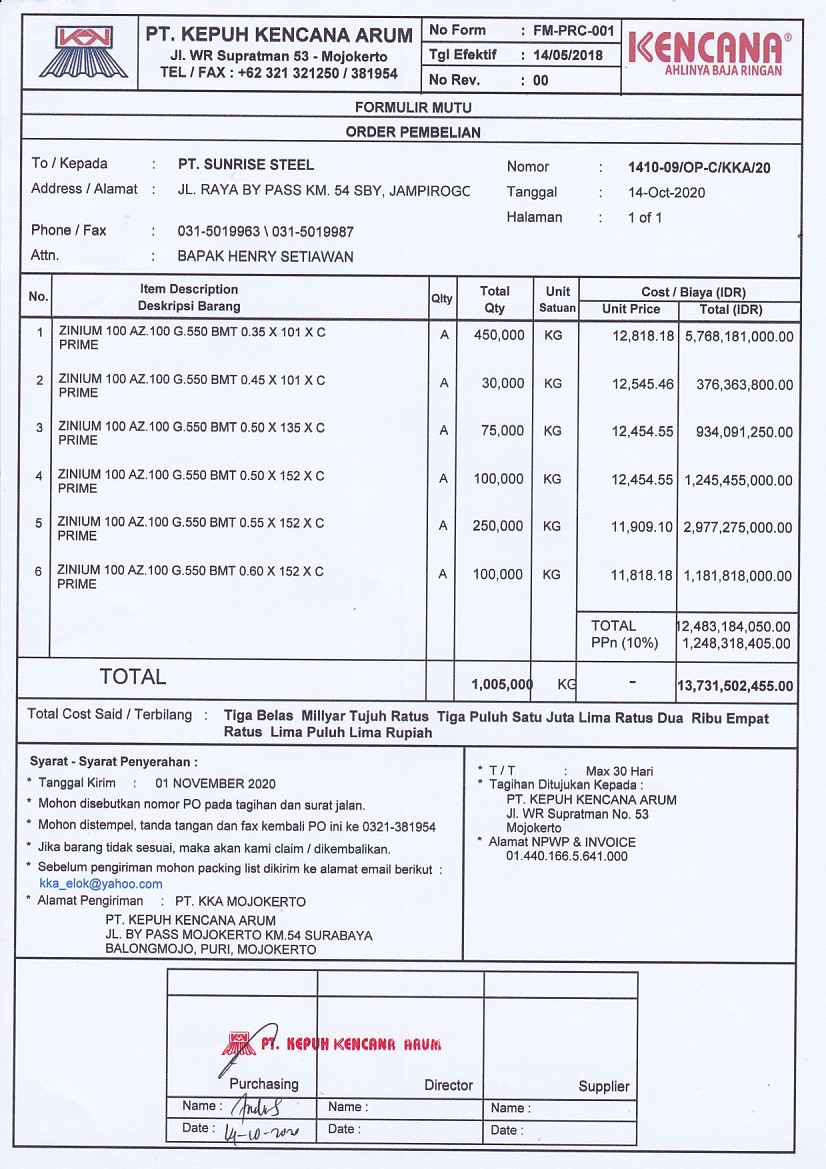 PT. KEPUH KENCANA ARUM
Jl. WR Supratman 53 - Mojokerto
TEL / FAX : +62 321 321250 / 381954
No Form : FM-PRC-001
Tgl Efektif : 14/05/2018
No Rev. : 00
KENCANA®
AHLINYA BAJA RINGAN
FORMULIR MUTU
ORDER PEMBELIAN
To / Kepada : PT. SUNRISE STEEL
Address / Alamat : JL. RAYA BY PASS KM. 54 SBY, JAMPIROGC
Phone / Fax : 031-5019963 \ 031-5019987
Attn. : BAPAK HENRY SETIAWAN
Nomor : 1410-09/OP-C/KKA/20
Tanggal : 14-Oct-2020
Halaman : 1 of 1
No. Item Description Qlty Total Unit Cost / Biaya (IDR)
Deskripsi Barang Qty Satuan Unit Price Total (IDR)
1 ZINIUM 100 AZ.100 G.550 BMT 0.35 X 101 X C A 450,000 KG 12,818.18 5,768,181,000.00
PRIME
2 ZINIUM 100 AZ.100 G.550 BMT 0.45 X 101 X C A 30,000 KG 12,545.46 376,363,800.00
PRIME
3 ZINIUM 100 AZ.100 G.550 BMT 0.50 X 135 X C A 75,000 KG 12,454.55 934,091,250.00
PRIME
4 ZINIUM 100 AZ.100 G.550 BMT 0.50 X 152 X C A 100,000 KG 12,454.55 1,245,455,000.00
PRIME
5 ZINIUM 100 AZ.100 G.550 BMT 0.55 X 152 X C A 250,000 KG 11,909.10 2,977,275,000.00
PRIME
6 ZINIUM 100 AZ.100 G.550 BMT 0.60 X 152 X C A 100,000 KG 11,818.18 1,181,818,000.00
PRIME
TOTAL 12,483,184,050.00
PPn (10%) 1,248,318,405.00
TOTAL 1,005,000 KG - 13,731,502,455.00
Total Cost Said / Terbilang : Tiga Belas Millyar Tujuh Ratus Tiga Puluh Satu Juta Lima Ratus Dua Ribu Empat
Ratus Lima Puluh Lima Rupiah
Syarat - Syarat Penyerahan :
* Tanggal Kirim : 01 NOVEMBER 2020
* Mohon disebutkan nomor PO pada tagihan dan surat jalan.
* Mohon distempel, tanda tangan dan fax kembali PO ini ke 0321-381954
* Jika barang tidak sesuai, maka akan kami claim / dikembalikan.
* Sebelum pengiriman mohon packing list dikirim ke alamat email berikut :
kka_elok@yahoo.com
* Alamat Pengiriman : PT. KKA MOJOKERTO
PT. KEPUH KENCANA ARUM
JL. BY PASS MOJOKERTO KM.54 SURABAYA
BALONGMOJO, PURI, MOJOKERTO
* T / T : Max 30 Hari
* Tagihan Ditujukan Kepada :
PT. KEPUH KENCANA ARUM
Jl. WR Supratman No. 53
Mojokerto
* Alamat NPWP & INVOICE
01.440.166.5.641.000
PT. KEPUH KENCANA ARUM
Purchasing Director Supplier
Name : Name : Name :
Date : 14-10-2020 Date : Date :